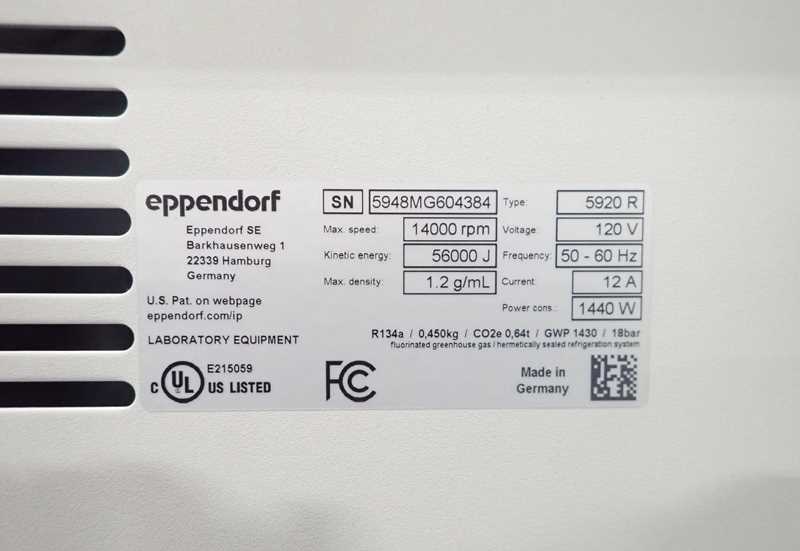 eppendorf
Eppendorf SE
Barkhausenweg 1
22339 Hamburg
Germany
U.S. Pat. on webpage
eppendorf.com/ip
LABORATORY EQUIPMENT
SN 5948MG604384 Type: 5920 R
Max. speed: 14000 rpm Voltage: 120 V
Kinetic energy: 56000 J Frequency: 50 - 60 Hz
Max. density: 1.2 g/mL Current: 12 A
Power cons.: 1440 W
R134a / 0,450kg / CO2e 0,64t / GWP 1430 / 18bar
fluorinated greenhouse gas / hermetically sealed refrigeration system
C UL US LISTED
E215059
FC
Made in
Germany